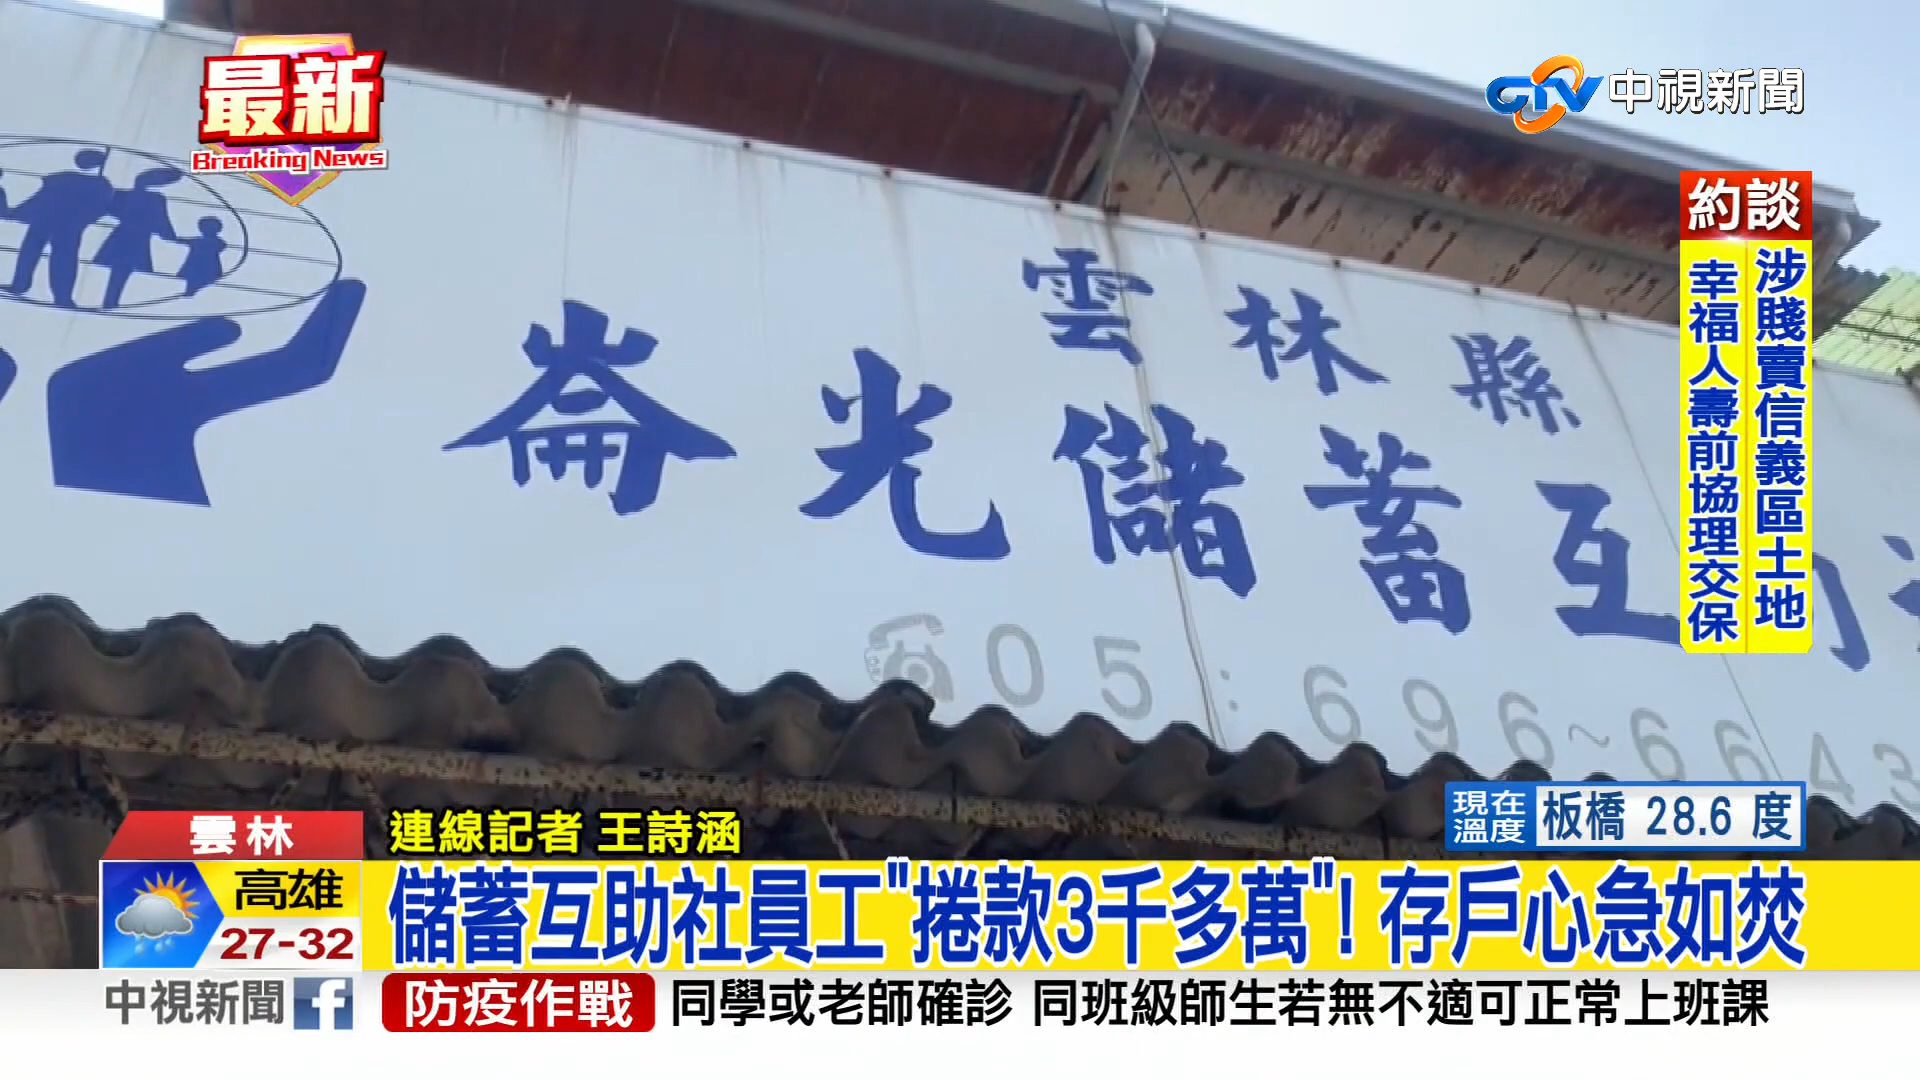 最新
Breaking News
CTV 中視新聞
約談
涉賤賣信義區土地
幸福人壽前協理交保
雲林縣
崙光儲蓄互
05:696~6643
現在溫度
板橋 28.6 度
雲林
連線記者 王詩涵
高雄
27-32
儲蓄互助社員工"捲款3千多萬"! 存戶心急如焚
中視新聞 f
防疫作戰
同學或老師確診 同班級師生若無不適可正常上班課